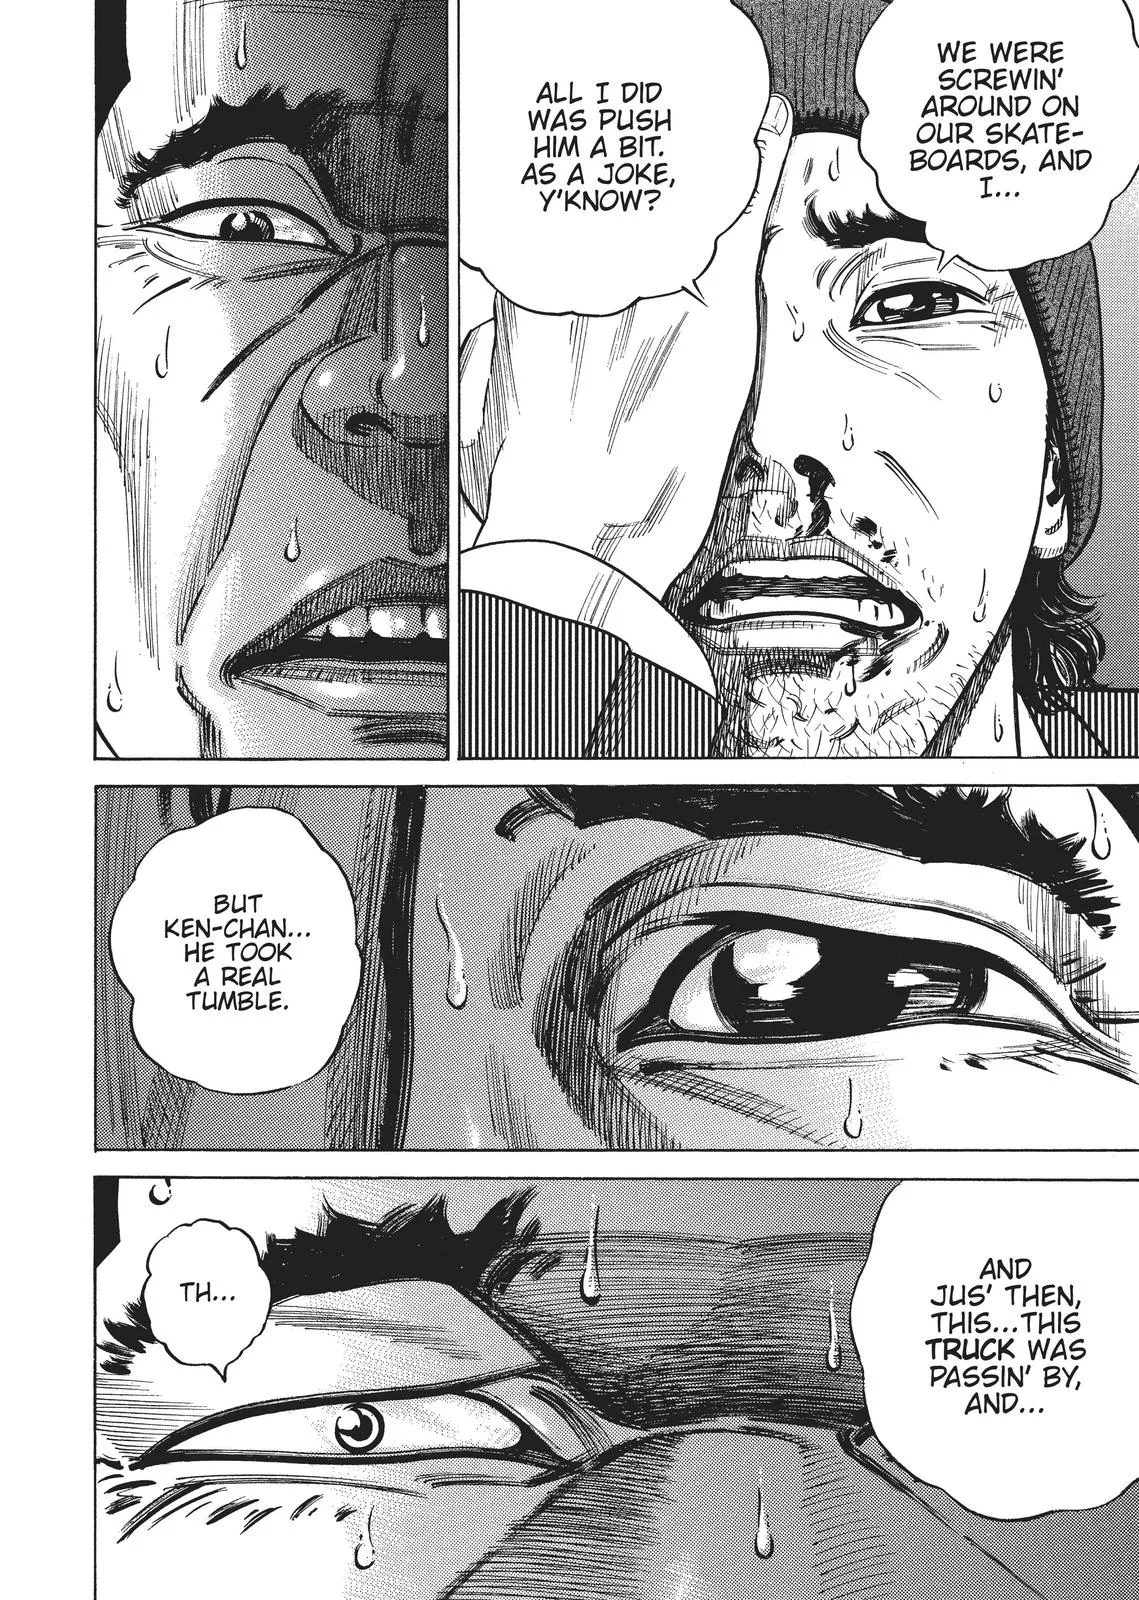 WE WERE
SCREWIN'
AROUND ON
OUR SKATE-
BOARDS, AND
I...
ALL I DID
WAS PUSH
HIM A BIT.
AS A JOKE,
Y'KNOW?
BUT
KEN-CHAN...
HE TOOK
A REAL
TUMBLE.
AND
JUS' THEN,
THIS...THIS
TRUCK WAS
PASSIN' BY,
AND...
TH...